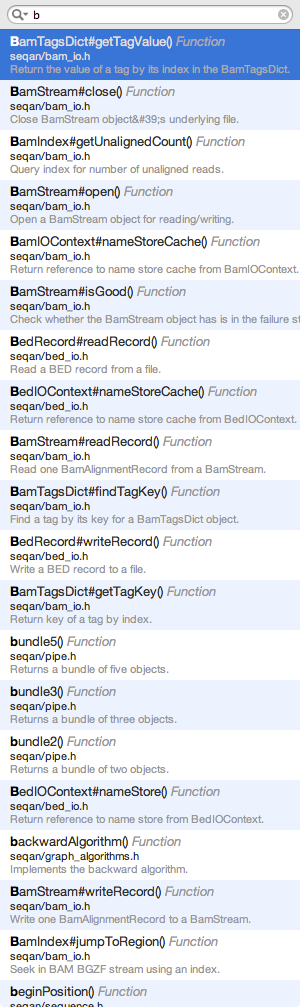 b
BamTagsDict#getTagValue() Function
seqan/bam_io.h
Return the value of a tag by its index in the BamTagsDict.
BamStream#close() Function
seqan/bam_io.h
Close BamStream object&#39;s underlying file.
BamIndex#getUnalignedCount() Function
seqan/bam_io.h
Query index for number of unaligned reads.
BamStream#open() Function
seqan/bam_io.h
Open a BamStream object for reading/writing.
BamIOContext#nameStoreCache() Function
seqan/bam_io.h
Return reference to name store cache from BamIOContext.
BamStream#isGood() Function
seqan/bam_io.h
Check whether the BamStream object has is in the failure st
BedRecord#readRecord() Function
seqan/bed_io.h
Read a BED record from a file.
BedIOContext#nameStoreCache() Function
seqan/bed_io.h
Return reference to name store cache from BedIOContext.
BamStream#readRecord() Function
seqan/bam_io.h
Read one BamAlignmentRecord from a BamStream.
BamTagsDict#findTagKey() Function
seqan/bam_io.h
Find a tag by its key for a BamTagsDict object.
BedRecord#writeRecord() Function
seqan/bed_io.h
Write a BED record to a file.
BamTagsDict#getTagKey() Function
seqan/bam_io.h
Return key of a tag by index.
bundle5() Function
seqan/pipe.h
Returns a bundle of five objects.
bundle3() Function
seqan/pipe.h
Returns a bundle of three objects.
bundle2() Function
seqan/pipe.h
Returns a bundle of two objects.
BedIOContext#nameStore() Function
seqan/bed_io.h
Return reference to name store from BedIOContext.
backwardAlgorithm() Function
seqan/graph_algorithms.h
Implements the backward algorithm.
BamStream#writeRecord() Function
seqan/bam_io.h
Write one BamAlignmentRecord to a BamStream.
BamIndex#jumpToRegion() Function
seqan/bam_io.h
Seek in BAM BGZF stream using an index.
beginPosition() Function
seqan/sequence.h